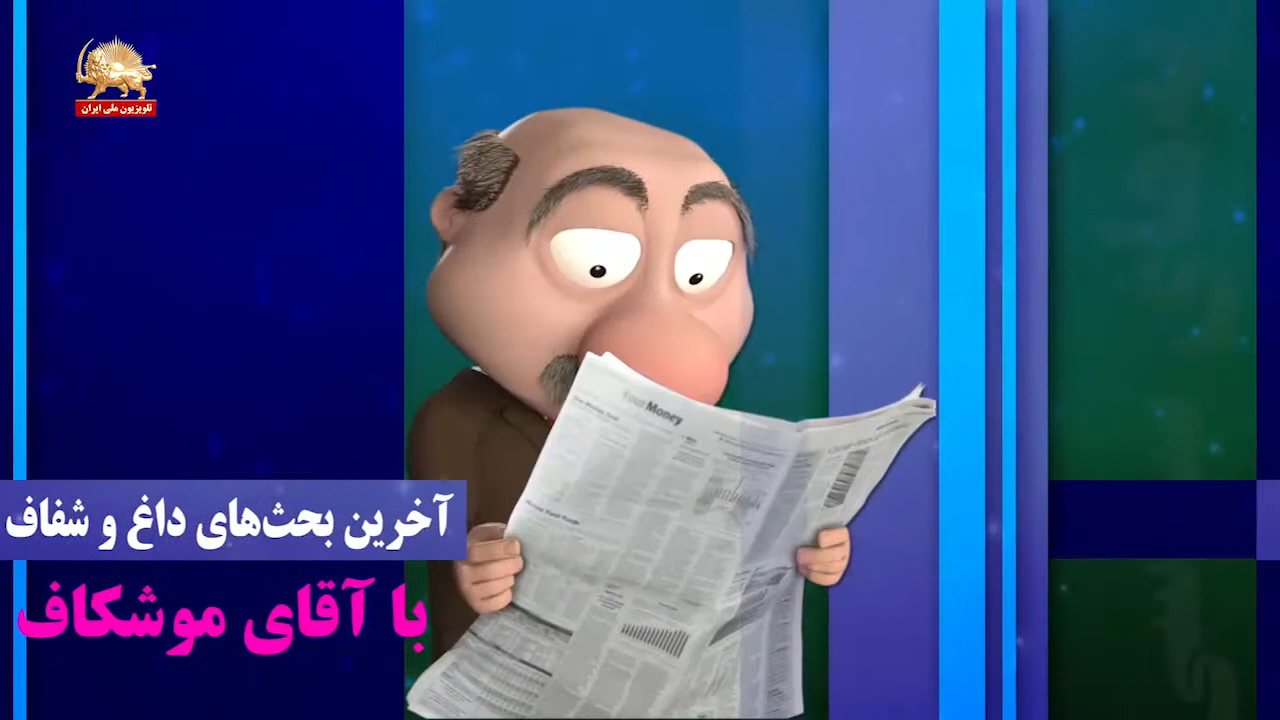 تلویزیون ملی ایران
Your Money
آخرین بحث‌های داغ و شفاف
با آقای موشکاف